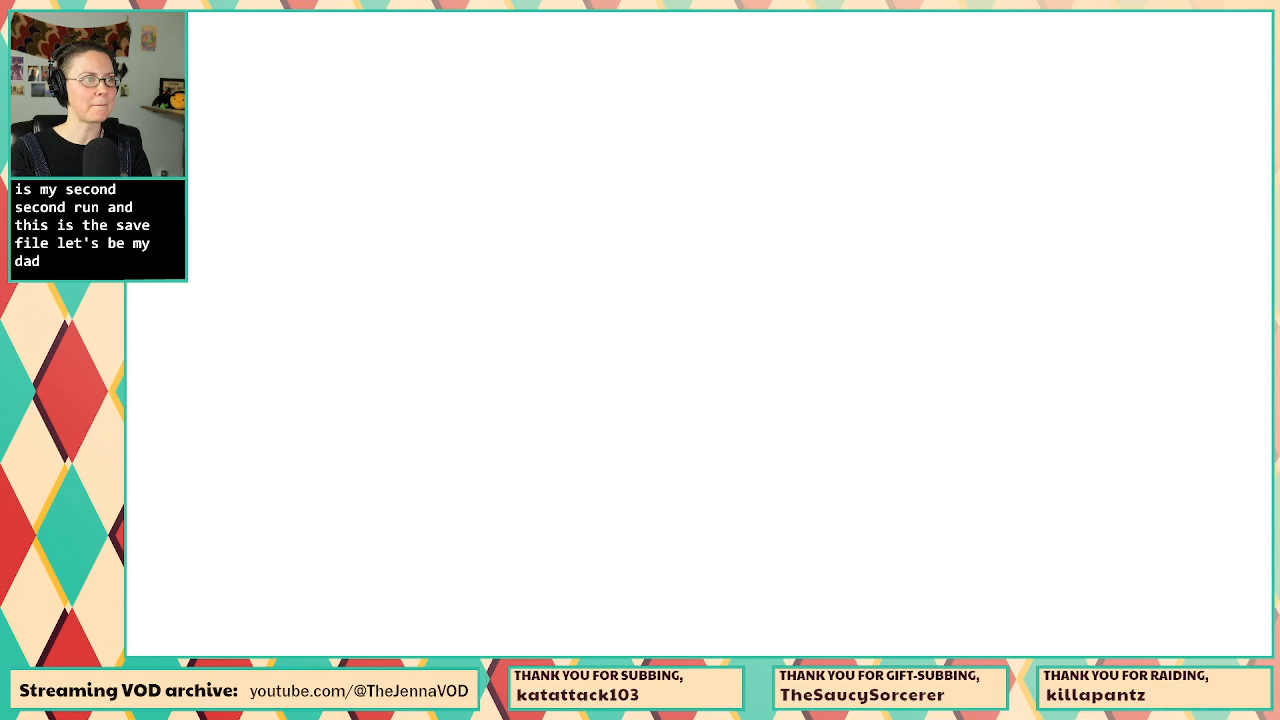 is my second
second run and
this is the save
file let's be my
dad
Streaming VOD archive: youtube.com/@TheJennaVOD
THANK YOU FOR SUBBING,
katattack103
THANK YOU FOR GIFT-SUBBING,
TheSaucySorcerer
THANK YOU FOR RAIDING,
killapantz